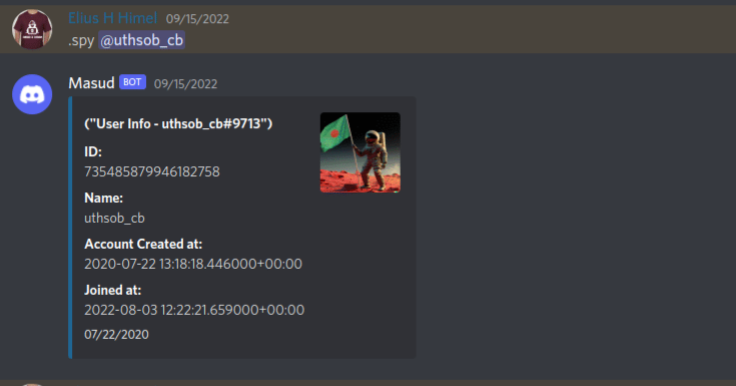 Elius H Himel 09/15/2022
.spy @uthsob_cb
Masud BOT 09/15/2022
("User Info - uthsob_cb#9713")
ID:
735485879946182758
Name:
uthsob_cb
Account Created at:
2020-07-22 13:18:18.446000+00:00
Joined at:
2022-08-03 12:22:21.659000+00:00
07/22/2020